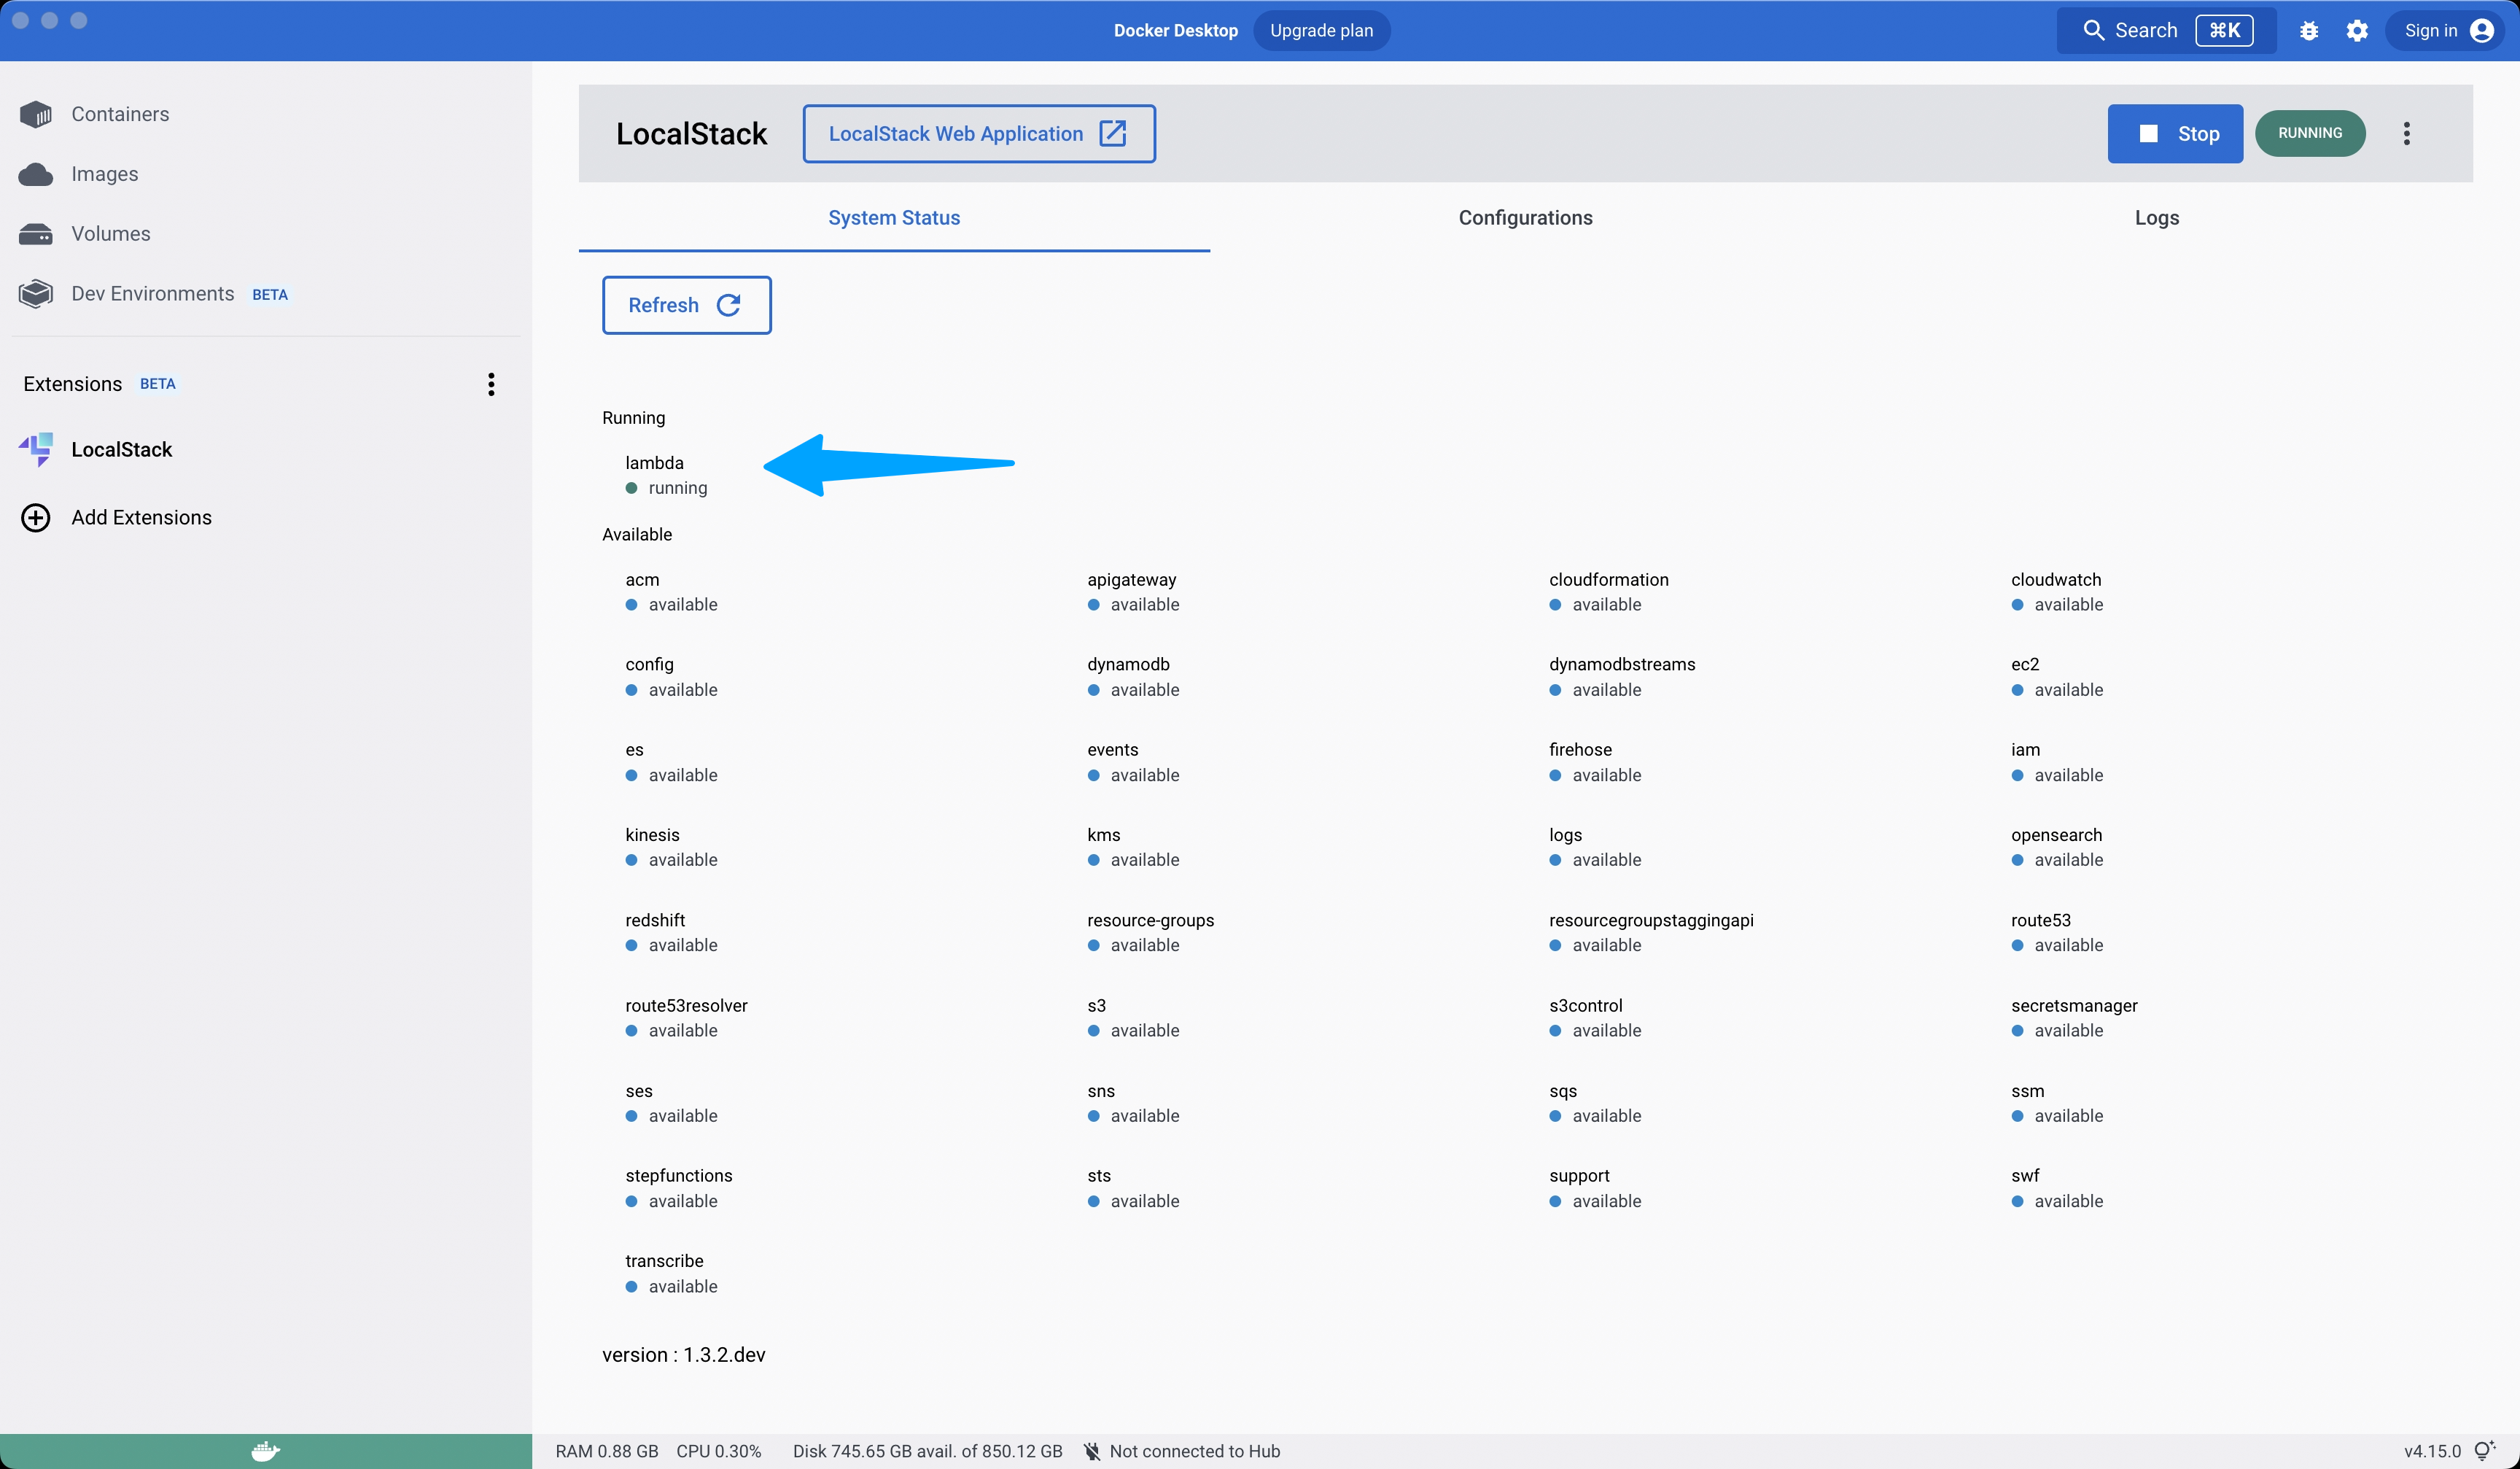 Docker Desktop Upgrade plan Search ⌘K Sign in
Containers
Images
Volumes
Dev Environments BETA
Extensions BETA
LocalStack
Add Extensions
LocalStack LocalStack Web Application Stop RUNNING
System Status Configurations Logs
Refresh
Running
lambda
running
Available
acm apigateway cloudformation cloudwatch
available available available available
config dynamodb dynamodbstreams ec2
available available available available
es events firehose iam
available available available available
kinesis kms logs opensearch
available available available available
redshift resource-groups resourcegroupstaggingapi route53
available available available available
route53resolver s3 s3control secretsmanager
available available available available
ses sns sqs ssm
available available available available
stepfunctions sts support swf
available available available available
transcribe
available
version : 1.3.2.dev
RAM 0.88 GB CPU 0.30% Disk 745.65 GB avail. of 850.12 GB Not connected to Hub v4.15.0